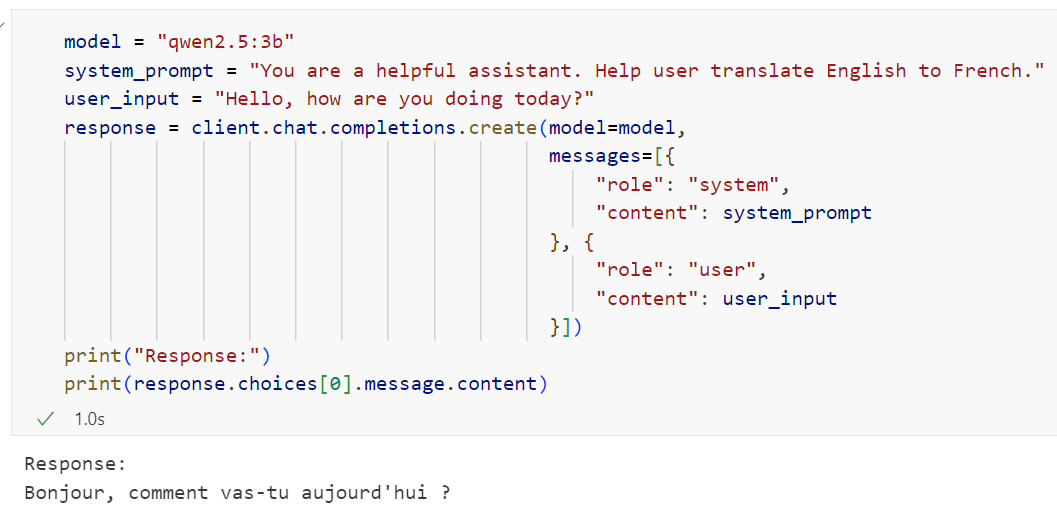 model = "qwen2.5:3b"
system_prompt = "You are a helpful assistant. Help user translate English to French."
user_input = "Hello, how are you doing today?"
response = client.chat.completions.create(model=model,
messages=[{
"role": "system",
"content": system_prompt
}, {
"role": "user",
"content": user_input
}])
print("Response:")
print(response.choices[0].message.content)
1.0s
Response:
Bonjour, comment vas-tu aujourd'hui ?